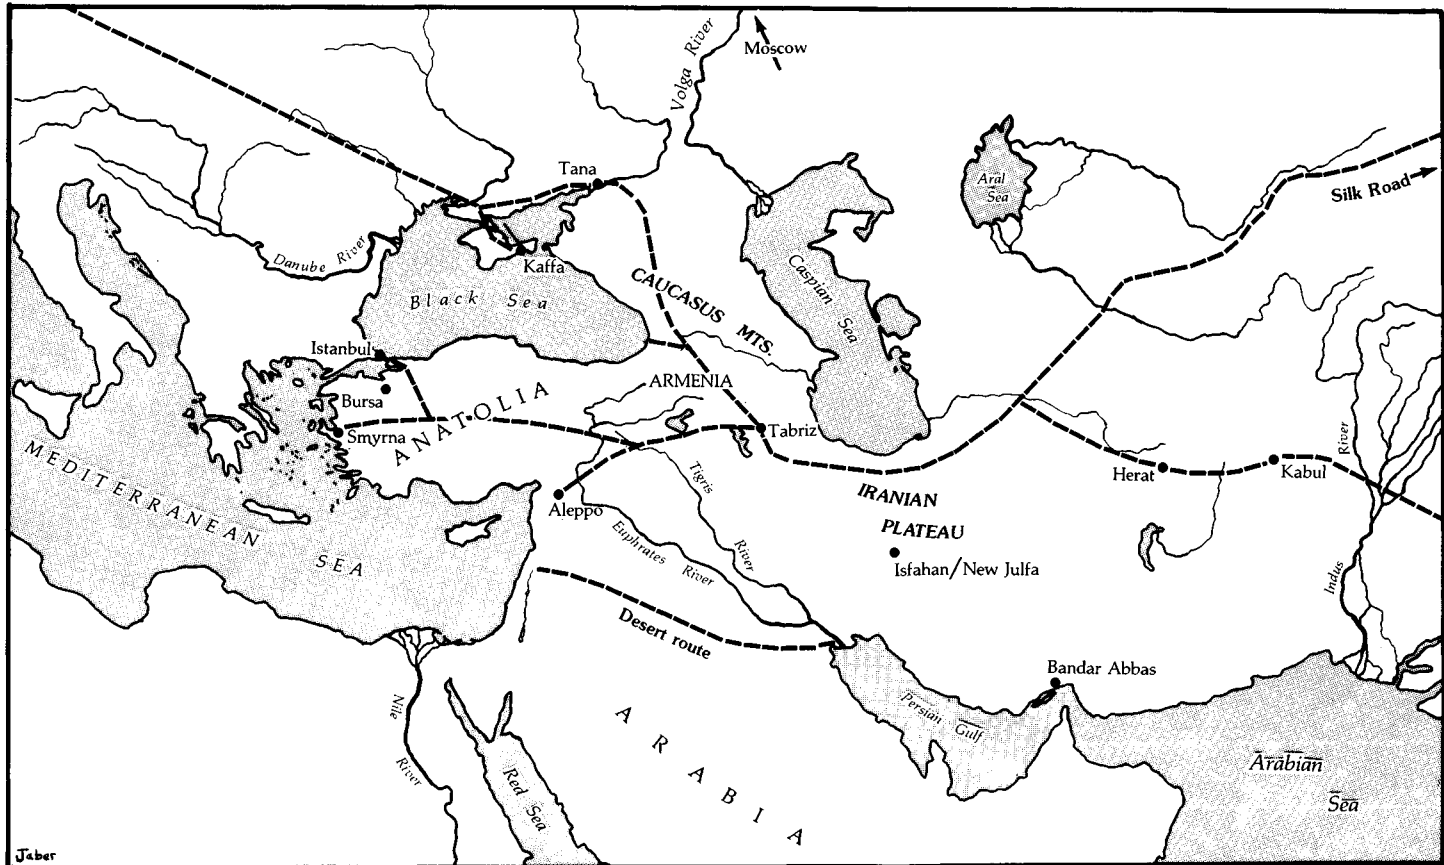 Moscow
Volga River
Tana
Aral
Sea
Silk Road
Danube River
Kaffa
Black Sea
CAUCASUS MTS.
Caspian Sea
Istanbul
ARMENIA
Bursa
ANATOLIA
Smyrna
Tabriz
River
Herat
Kabul
MEDITERRANEAN SEA
Aleppo
Tigris River
IRANIAN
PLATEAU
Euphrates River
Isfahan/New Julfa
Indus
Desert route
Bandar Abbas
Nile River
ARABIA
Persian Gulf
Red Sea
Arabian
Sea
Jaber